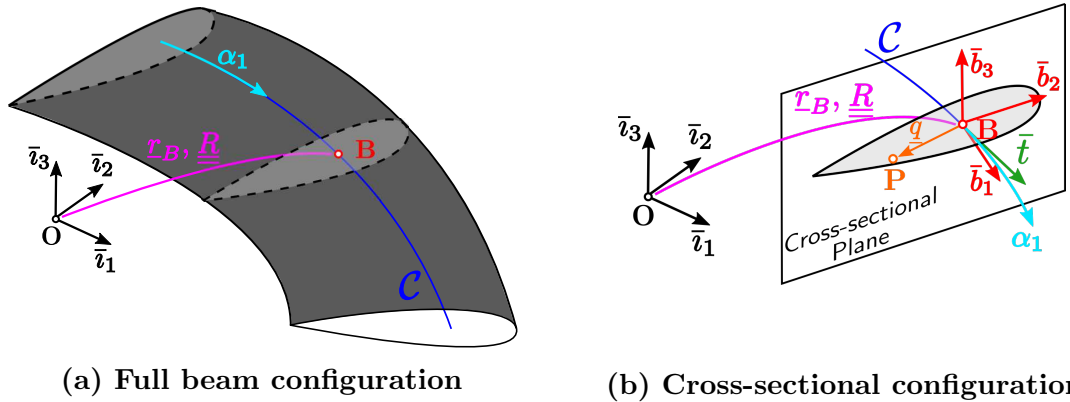 α₁
r_B, R
B
ī₃
ī₂
O
ī₁
C
(a) Full beam configuration
C
b̄₃
b̄₂
r_B, R
B
q
t̄
P
b̄₁
ī₃
ī₂
O
ī₁
α₁
Cross-sectional
Plane
(b) Cross-sectional configuration